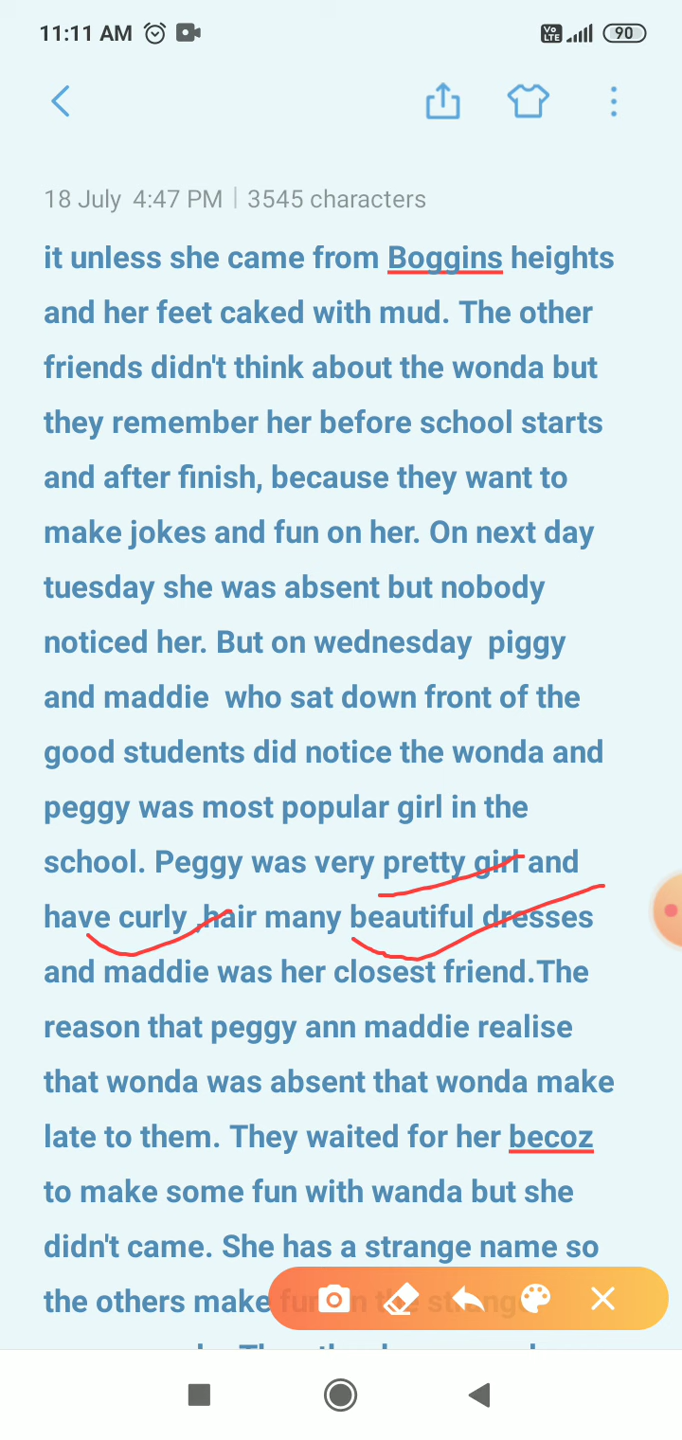 11:11 AM
Vo LTE 90
18 July 4:47 PM | 3545 characters
it unless she came from Boggins heights
and her feet caked with mud. The other
friends didn't think about the wonda but
they remember her before school starts
and after finish, because they want to
make jokes and fun on her. On next day
tuesday she was absent but nobody
noticed her. But on wednesday piggy
and maddie who sat down front of the
good students did notice the wonda and
peggy was most popular girl in the
school. Peggy was very pretty girl and
have curly ,hair many beautiful dresses
and maddie was her closest friend.The
reason that peggy ann maddie realise
that wonda was absent that wonda make
late to them. They waited for her becoz
to make some fun with wanda but she
didn't came. She has a strange name so
the others make fun